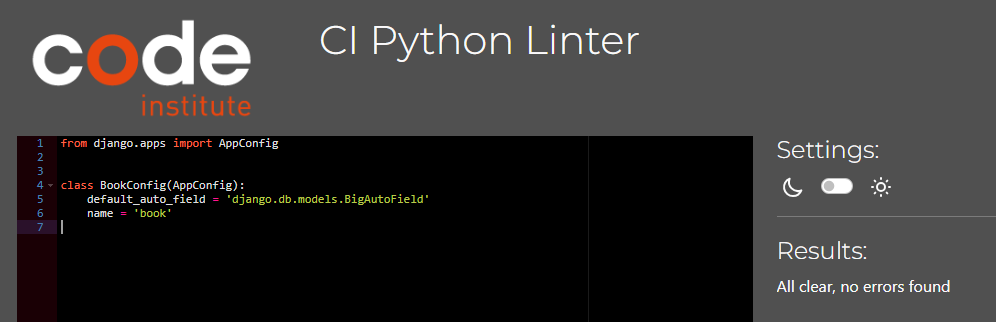 code
institute
CI Python Linter
1 from django.apps import AppConfig
2
3
4 class BookConfig(AppConfig):
5     default_auto_field = 'django.db.models.BigAutoField'
6     name = 'book'
7
Settings:
Results:
All clear, no errors found